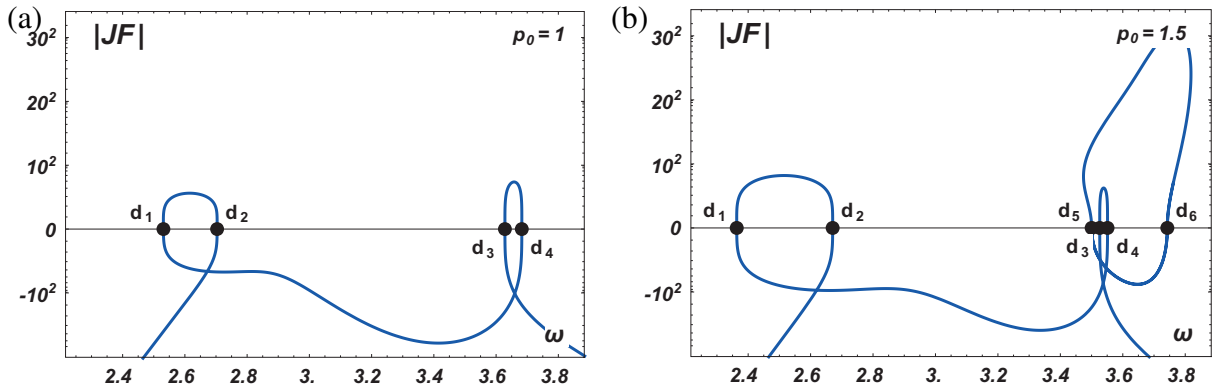 (a)
|JF|
p₀ = 1
30²
20²
10²
0
-10²
d₁
d₂
d₃
d₄
ω
2.4
2.6
2.8
3.
3.2
3.4
3.6
3.8
(b)
|JF|
p₀ = 1.5
30²
20²
10²
0
-10²
d₁
d₂
d₅
d₆
d₃
d₄
ω
2.4
2.6
2.8
3.
3.2
3.4
3.6
3.8